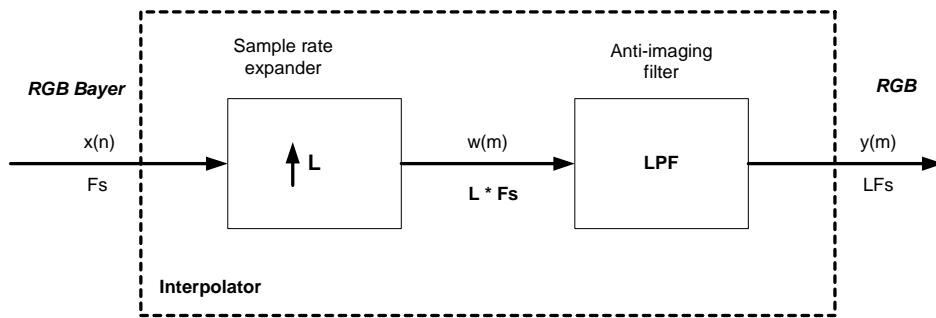 Sample rate
expander
Anti-imaging
filter
RGB Bayer
RGB
x(n)
L
w(m)
LPF
y(m)
Fs
L * Fs
LFs
Interpolator